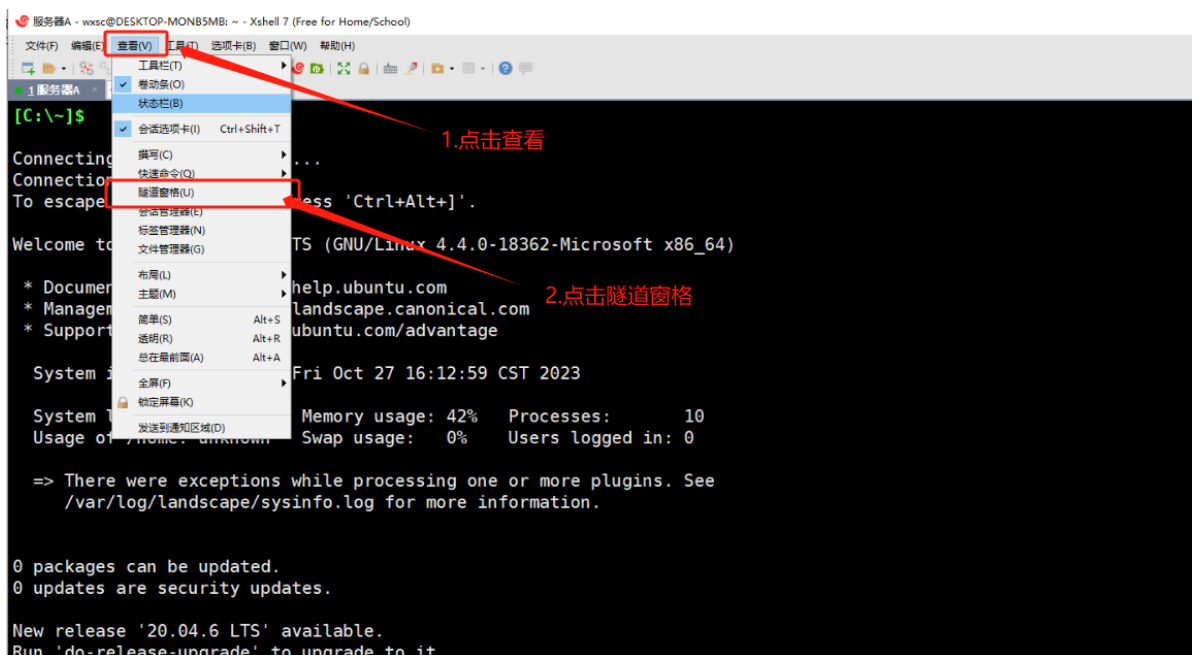 服务器A - wxsc@DESKTOP-MONB5MB: ~ - Xshell 7 (Free for Home/School)
文件(F) 编辑(E) 查看(V) 工具(T) 选项卡(B) 窗口(W) 帮助(H)
1 服务器A ×
工具栏(T)
卷动条(O)
状态栏(B)
会话选项卡(I) Ctrl+Shift+T
撰写(C)
快速命令(Q)
隧道窗格(U)
会话管理器(E)
标签管理器(N)
文件管理器(G)
布局(L)
主题(M)
简单(S) Alt+S
透明(R) Alt+R
总在最前面(A) Alt+A
全屏(F)
锁定屏幕(K)
发送到通知区域(D)
1.点击查看
2.点击隧道窗格
[C:\~]$
Connecting ...
Connection
To escape ess 'Ctrl+Alt+]'.
Welcome to TS (GNU/Linux 4.4.0-18362-Microsoft x86_64)
* Documen help.ubuntu.com
* Managem landscape.canonical.com
* Support ubuntu.com/advantage
System i Fri Oct 27 16:12:59 CST 2023
System l Memory usage: 42% Processes: 10
Usage of /home: unknown Swap usage: 0% Users logged in: 0
=> There were exceptions while processing one or more plugins. See
/var/log/landscape/sysinfo.log for more information.
0 packages can be updated.
0 updates are security updates.
New release '20.04.6 LTS' available.
Run 'do-release-upgrade' to upgrade to it.